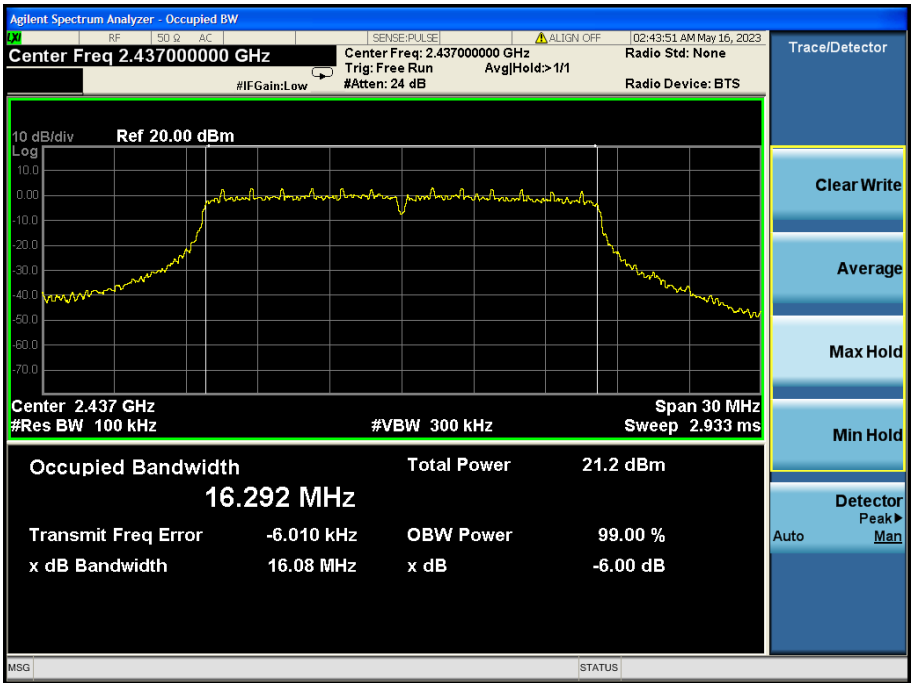 Agilent Spectrum Analyzer - Occupied BW
LXI RF 50 Ω AC SENSE:PULSE ALIGN OFF 02:43:51 AM May 16, 2023
Center Freq 2.437000000 GHz Center Freq: 2.437000000 GHz Radio Std: None
Trig: Free Run Avg|Hold:>1/1
#IFGain:Low #Atten: 24 dB Radio Device: BTS
Trace/Detector
10 dB/div Ref 20.00 dBm
Log
10.0
0.00
-10.0
-20.0
-30.0
-40.0
-50.0
-60.0
-70.0
Center 2.437 GHz Span 30 MHz
#Res BW 100 kHz #VBW 300 kHz Sweep 2.933 ms
Occupied Bandwidth Total Power 21.2 dBm
16.292 MHz
Transmit Freq Error -6.010 kHz OBW Power 99.00 %
x dB Bandwidth 16.08 MHz x dB -6.00 dB
Clear Write
Average
Max Hold
Min Hold
Detector
Peak▶
Auto Man
MSG STATUS